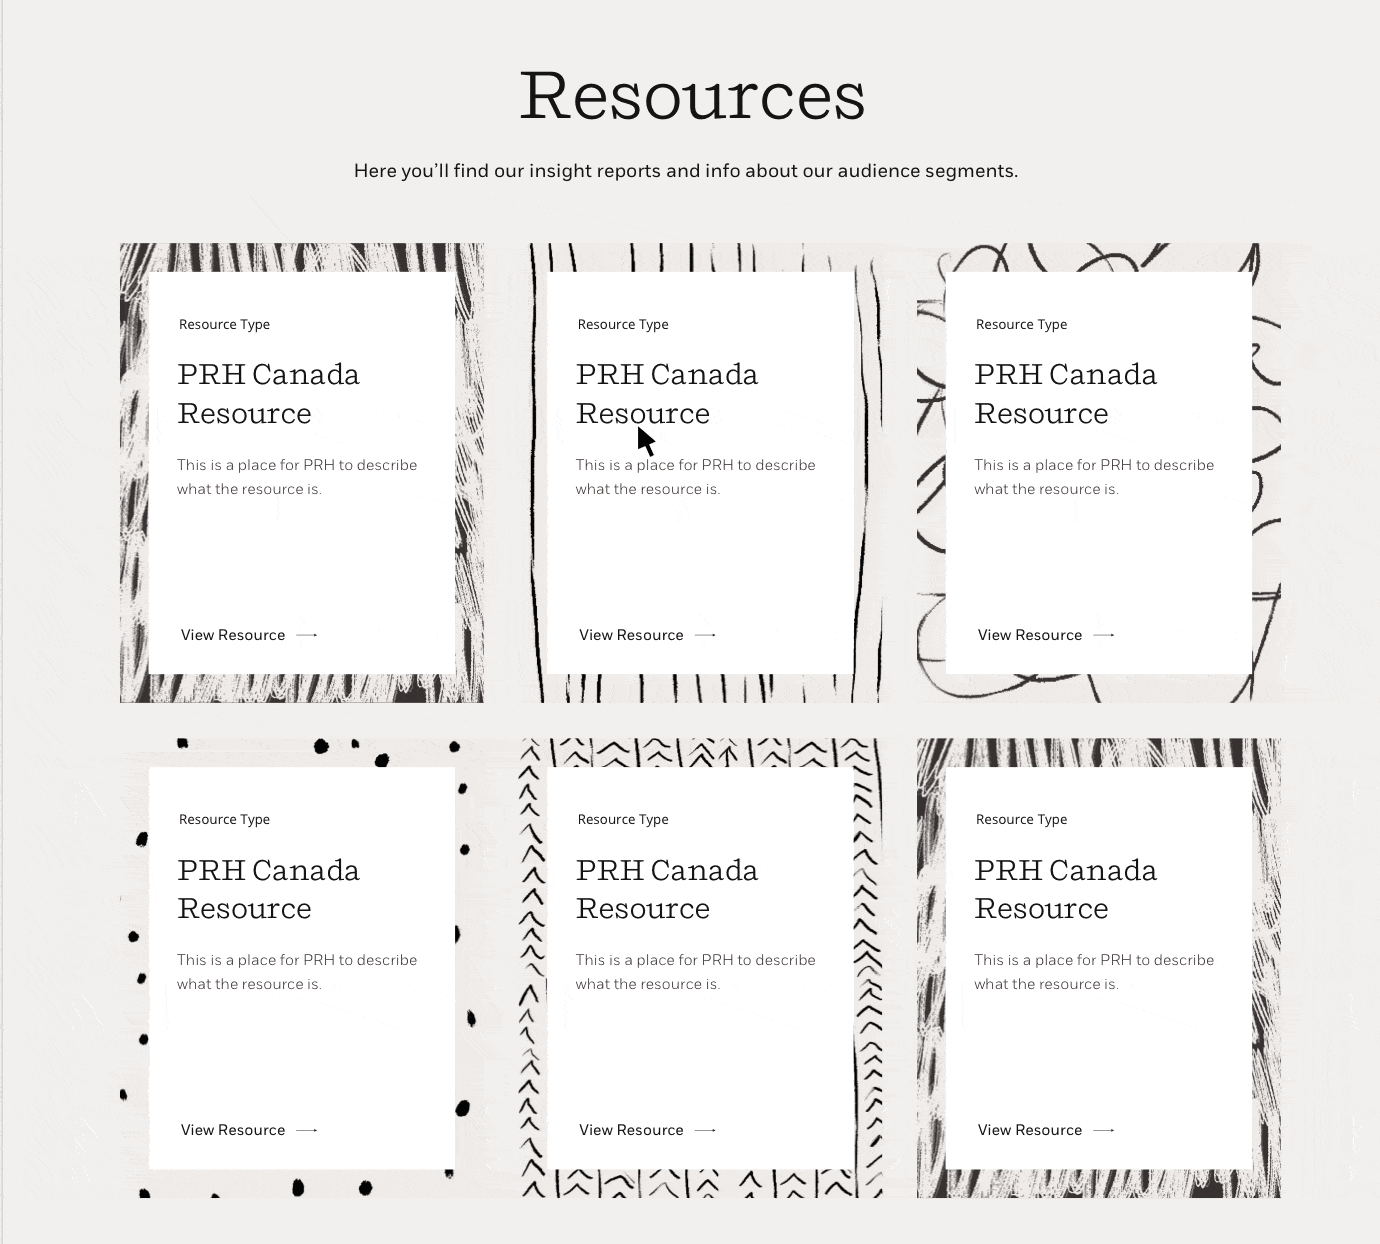 Resources
Here you’ll find our insight reports and info about our audience segments.
Resource Type
PRH Canada
Resource
This is a place for PRH to describe
what the resource is.
View Resource
Resource Type
PRH Canada
Resource
This is a place for PRH to describe
what the resource is.
View Resource
Resource Type
PRH Canada
Resource
This is a place for PRH to describe
what the resource is.
View Resource
Resource Type
PRH Canada
Resource
This is a place for PRH to describe
what the resource is.
View Resource
Resource Type
PRH Canada
Resource
This is a place for PRH to describe
what the resource is.
View Resource
Resource Type
PRH Canada
Resource
This is a place for PRH to describe
what the resource is.
View Resource